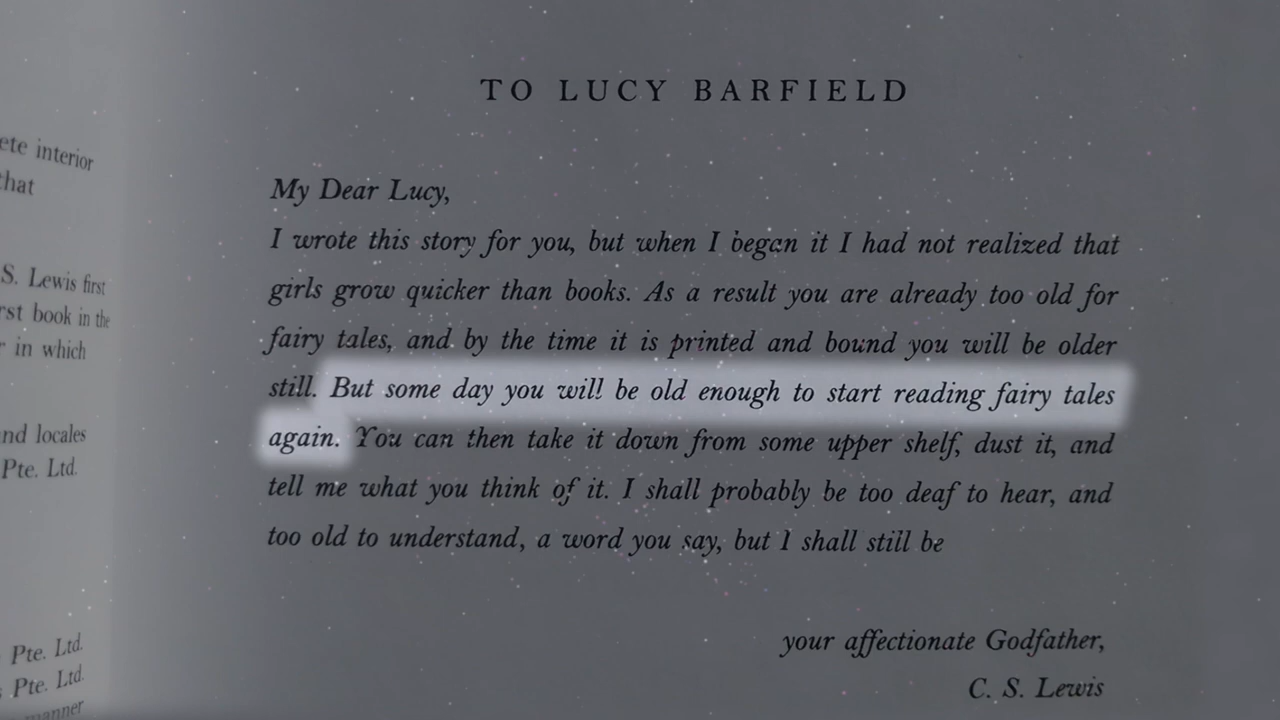 ete interior
that
S. Lewis first
rst book in the
r in which
nd locales
Pte. Ltd.
Pte. Ltd.
Pte. Ltd.
manner
TO LUCY BARFIELD
My Dear Lucy,
I wrote this story for you, but when I began it I had not realized that
girls grow quicker than books. As a result you are already too old for
fairy tales, and by the time it is printed and bound you will be older
still. But some day you will be old enough to start reading fairy tales
again. You can then take it down from some upper shelf, dust it, and
tell me what you think of it. I shall probably be too deaf to hear, and
too old to understand, a word you say, but I shall still be
your affectionate Godfather,
C. S. Lewis